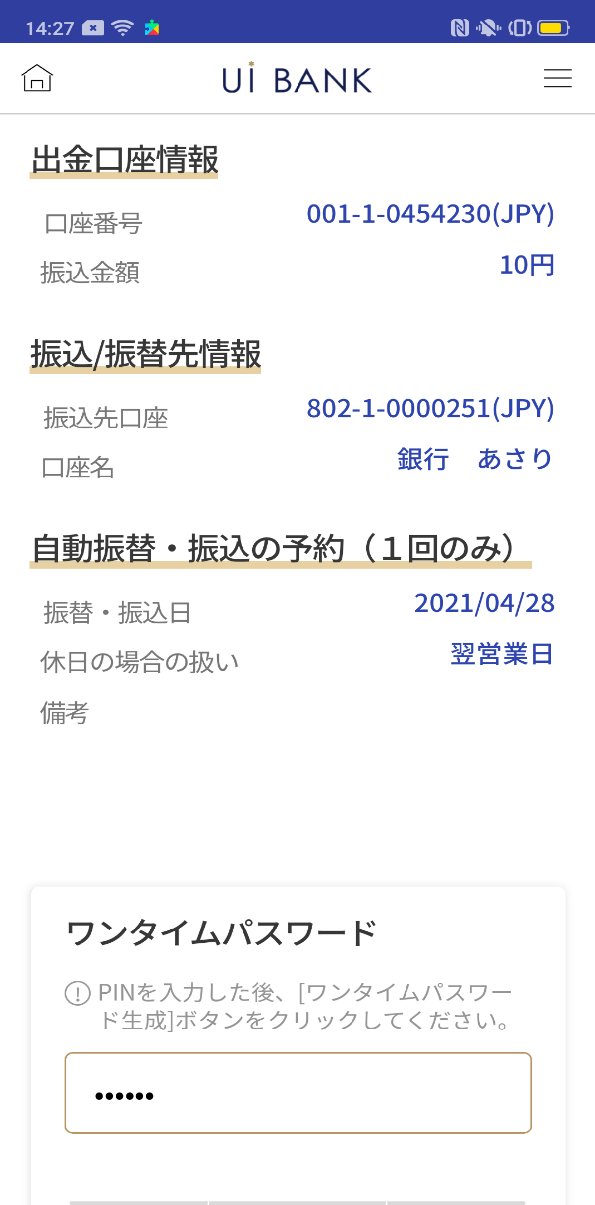 14:27
UI BANK
出金口座情報
口座番号 001-1-0454230(JPY)
振込金額 10円
振込/振替先情報
振込先口座 802-1-0000251(JPY)
口座名 銀行　あさり
自動振替・振込の予約（１回のみ）
振替・振込日 2021/04/28
休日の場合の扱い 翌営業日
備考
ワンタイムパスワード
PINを入力した後、[ワンタイムパスワー
ド生成]ボタンをクリックしてください。
••••••